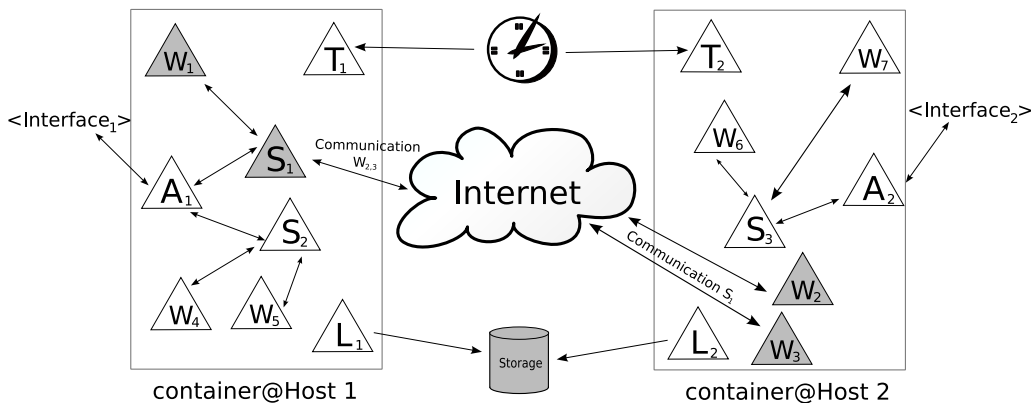 W1
T1
T2
W7
<Interface1>
<Interface2>
W6
Communication
W2,3
S1
Internet
A1
A2
S2
S3
Communication S1
W2
W4
W5
L1
L2
W3
Storage
container@Host 1
container@Host 2